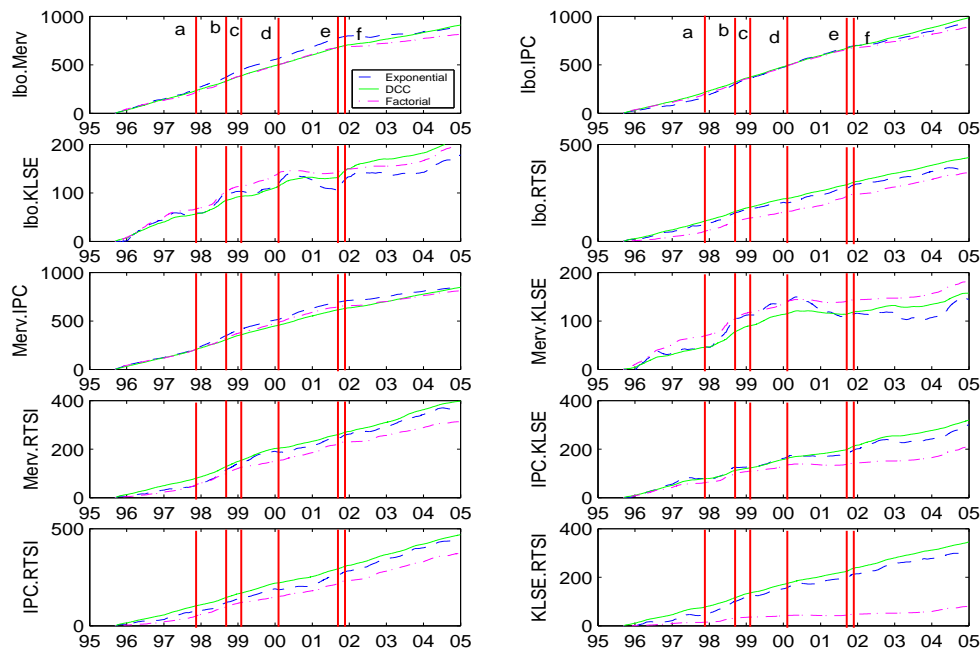 1000
500
0
Ibo.Merv
a
b
c
d
e
f
Exponential
DCC
Factorial
95 96 97 98 99 00 01 02 03 04 05
1000
500
0
Ibo.IPC
a
b
c
d
e
f
95 96 97 98 99 00 01 02 03 04 05
200
100
0
Ibo.KLSE
95 96 97 98 99 00 01 02 03 04 05
500
0
Ibo.RTSI
95 96 97 98 99 00 01 02 03 04 05
1000
500
0
Merv.IPC
95 96 97 98 99 00 01 02 03 04 05
200
100
0
Merv.KLSE
95 96 97 98 99 00 01 02 03 04 05
400
200
0
Merv.RTSI
95 96 97 98 99 00 01 02 03 04 05
400
200
0
IPC.KLSE
95 96 97 98 99 00 01 02 03 04 05
500
0
IPC.RTSI
95 96 97 98 99 00 01 02 03 04 05
400
200
0
KLSE.RTSI
95 96 97 98 99 00 01 02 03 04 05